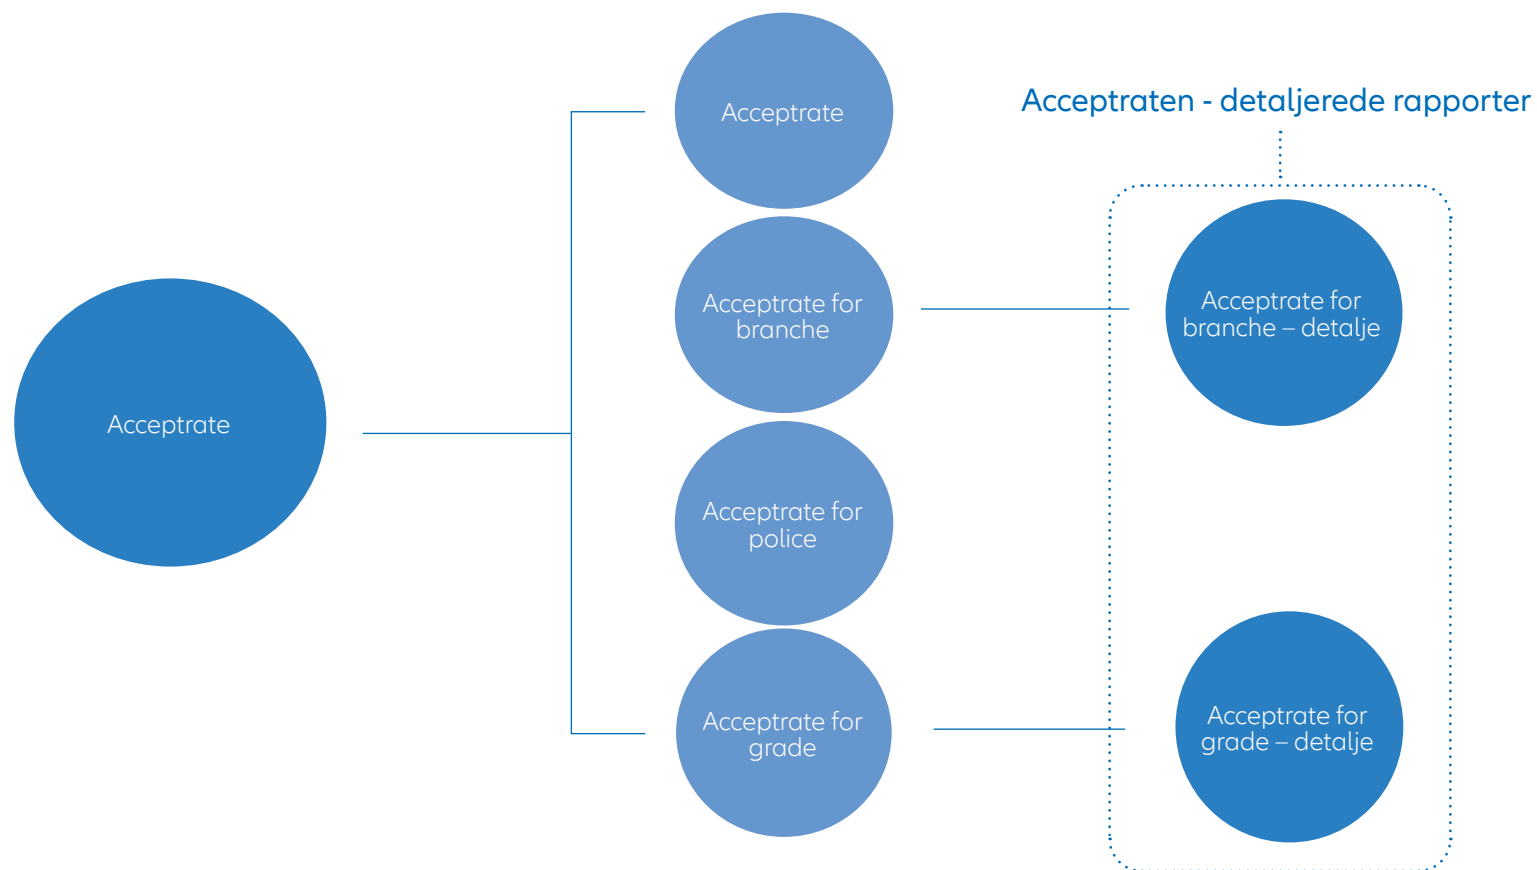 Acceptraten - detaljerede rapporter
Acceptrate
Acceptrate
Acceptrate for
branche
Acceptrate for
police
Acceptrate for
grade
Acceptrate for
branche – detalje
Acceptrate for
grade – detalje